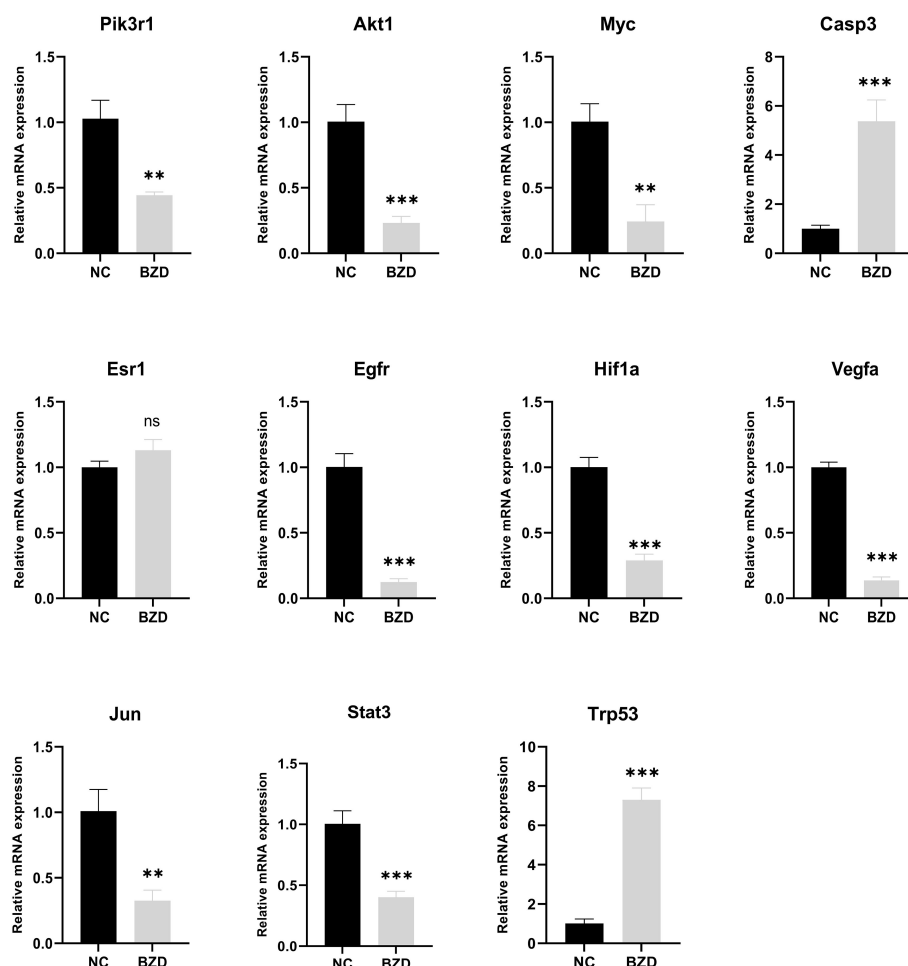 Pik3r1
Relative mRNA expression
1.5
1.0
0.5
0.0
**
NC BZD
Akt1
Relative mRNA expression
1.5
1.0
0.5
0.0
***
NC BZD
Myc
Relative mRNA expression
1.5
1.0
0.5
0.0
**
NC BZD
Casp3
Relative mRNA expression
8
6
4
2
0
***
NC BZD
Esr1
Relative mRNA expression
1.5
1.0
0.5
0.0
ns
NC BZD
Egfr
Relative mRNA expression
1.5
1.0
0.5
0.0
***
NC BZD
Hif1a
Relative mRNA expression
1.5
1.0
0.5
0.0
***
NC BZD
Vegfa
Relative mRNA expression
1.5
1.0
0.5
0.0
***
NC BZD
Jun
Relative mRNA expression
1.5
1.0
0.5
0.0
**
NC BZD
Stat3
Relative mRNA expression
1.5
1.0
0.5
0.0
***
NC BZD
Trp53
Relative mRNA expression
10
8
6
4
2
0
***
NC BZD